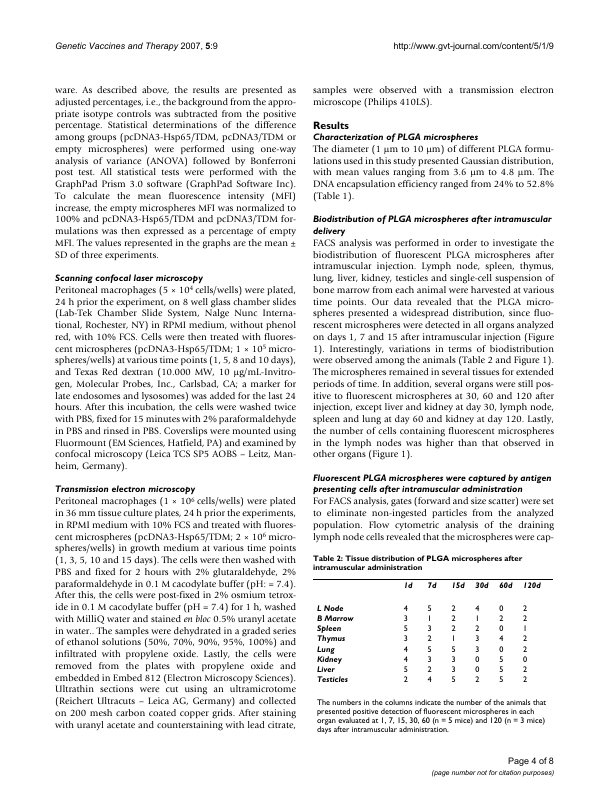 Genetic Vaccines and Therapy 2007, 5:9
http://www.gvt-journal.com/content/5/1/9
ware. As described above, the results are presented as
adjusted percentages, i.e., the background from the appro-
priate isotype controls was subtracted from the positive
percentage. Statistical determinations of the difference
among groups (pcDNA3-Hsp65/TDM, pcDNA3/TDM or
empty microspheres) were performed using one-way
analysis of variance (ANOVA) followed by Bonferroni
post test. All statistical tests were performed with the
GraphPad Prism 3.0 software (GraphPad Software Inc).
To calculate the mean fluorescence intensity (MFI)
increase, the empty microspheres MFI was normalized to
100% and pcDNA3-Hsp65/TDM and pcDNA3/TDM for-
mulations was then expressed as a percentage of empty
MFI. The values represented in the graphs are the mean ±
SD of three experiments.
Scanning confocal laser microscopy
Peritoneal macrophages (5 × 10⁴ cells/wells) were plated,
24 h prior the experiment, on 8 well glass chamber slides
(Lab-Tek Chamber Slide System, Nalge Nunc Interna-
tional, Rochester, NY) in RPMI medium, without phenol
red, with 10% FCS. Cells were then treated with fluores-
cent microspheres (pcDNA3-Hsp65/TDM; 1 × 10⁵ micro-
spheres/wells) at various time points (1, 5, 8 and 10 days),
and Texas Red dextran (10.000 MW, 10 μg/mL-Invitro-
gen, Molecular Probes, Inc., Carlsbad, CA; a marker for
late endosomes and lysosomes) was added for the last 24
hours. After this incubation, the cells were washed twice
with PBS, fixed for 15 minutes with 2% paraformaldehyde
in PBS and rinsed in PBS. Coverslips were mounted using
Fluormount (EM Sciences, Hatfield, PA) and examined by
confocal microscopy (Leica TCS SP5 AOBS – Leitz, Man-
heim, Germany).
Transmission electron microscopy
Peritoneal macrophages (1 × 10⁶ cells/wells) were plated
in 36 mm tissue culture plates, 24 h prior the experiments,
in RPMI medium with 10% FCS and treated with fluores-
cent microspheres (pcDNA3-Hsp65/TDM; 2 × 10⁶ micro-
spheres/wells) in growth medium at various time points
(1, 3, 5, 10 and 15 days). The cells were then washed with
PBS and fixed for 2 hours with 2% glutaraldehyde, 2%
paraformaldehyde in 0.1 M cacodylate buffer (pH: = 7.4).
After this, the cells were post-fixed in 2% osmium tetrox-
ide in 0.1 M cacodylate buffer (pH = 7.4) for 1 h, washed
with MilliQ water and stained en bloc 0.5% uranyl acetate
in water.. The samples were dehydrated in a graded series
of ethanol solutions (50%, 70%, 90%, 95%, 100%) and
infiltrated with propylene oxide. Lastly, the cells were
removed from the plates with propylene oxide and
embedded in Embed 812 (Electron Microscopy Sciences).
Ultrathin sections were cut using an ultramicrotome
(Reichert Ultracuts – Leica AG, Germany) and collected
on 200 mesh carbon coated copper grids. After staining
with uranyl acetate and counterstaining with lead citrate,
samples were observed with a transmission electron
microscope (Philips 410LS).
Results
Characterization of PLGA microspheres
The diameter (1 μm to 10 μm) of different PLGA formu-
lations used in this study presented Gaussian distribution,
with mean values ranging from 3.6 μm to 4.8 μm. The
DNA encapsulation efficiency ranged from 24% to 52.8%
(Table 1).
Biodistribution of PLGA microspheres after intramuscular
delivery
FACS analysis was performed in order to investigate the
biodistribution of fluorescent PLGA microspheres after
intramuscular injection. Lymph node, spleen, thymus,
lung, liver, kidney, testicles and single-cell suspension of
bone marrow from each animal were harvested at various
time points. Our data revealed that the PLGA micro-
spheres presented a widespread distribution, since fluo-
rescent microspheres were detected in all organs analyzed
on days 1, 7 and 15 after intramuscular injection (Figure
1). Interestingly, variations in terms of biodistribution
were observed among the animals (Table 2 and Figure 1).
The microspheres remained in several tissues for extended
periods of time. In addition, several organs were still pos-
itive to fluorescent microspheres at 30, 60 and 120 after
injection, except liver and kidney at day 30, lymph node,
spleen and lung at day 60 and kidney at day 120. Lastly,
the number of cells containing fluorescent microspheres
in the lymph nodes was higher than that observed in
other organs (Figure 1).
Fluorescent PLGA microspheres were captured by antigen
presenting cells after intramuscular administration
For FACS analysis, gates (forward and size scatter) were set
to eliminate non-ingested particles from the analyzed
population. Flow cytometric analysis of the draining
lymph node cells revealed that the microspheres were cap-
Table 2: Tissue distribution of PLGA microspheres after
intramuscular administration
1d 7d 15d 30d 60d 120d
L Node 4 5 2 4 0 2
B Marrow 3 1 2 1 2 2
Spleen 5 3 2 2 0 1
Thymus 3 2 1 3 4 2
Lung 4 5 5 3 0 2
Kidney 4 3 3 0 5 0
Liver 5 2 3 0 5 2
Testicles 2 4 5 2 5 2
The numbers in the columns indicate the number of the animals that
presented positive detection of fluorescent microspheres in each
organ evaluated at 1, 7, 15, 30, 60 (n = 5 mice) and 120 (n = 3 mice)
days after intramuscular administration.
Page 4 of 8
(page number not for citation purposes)